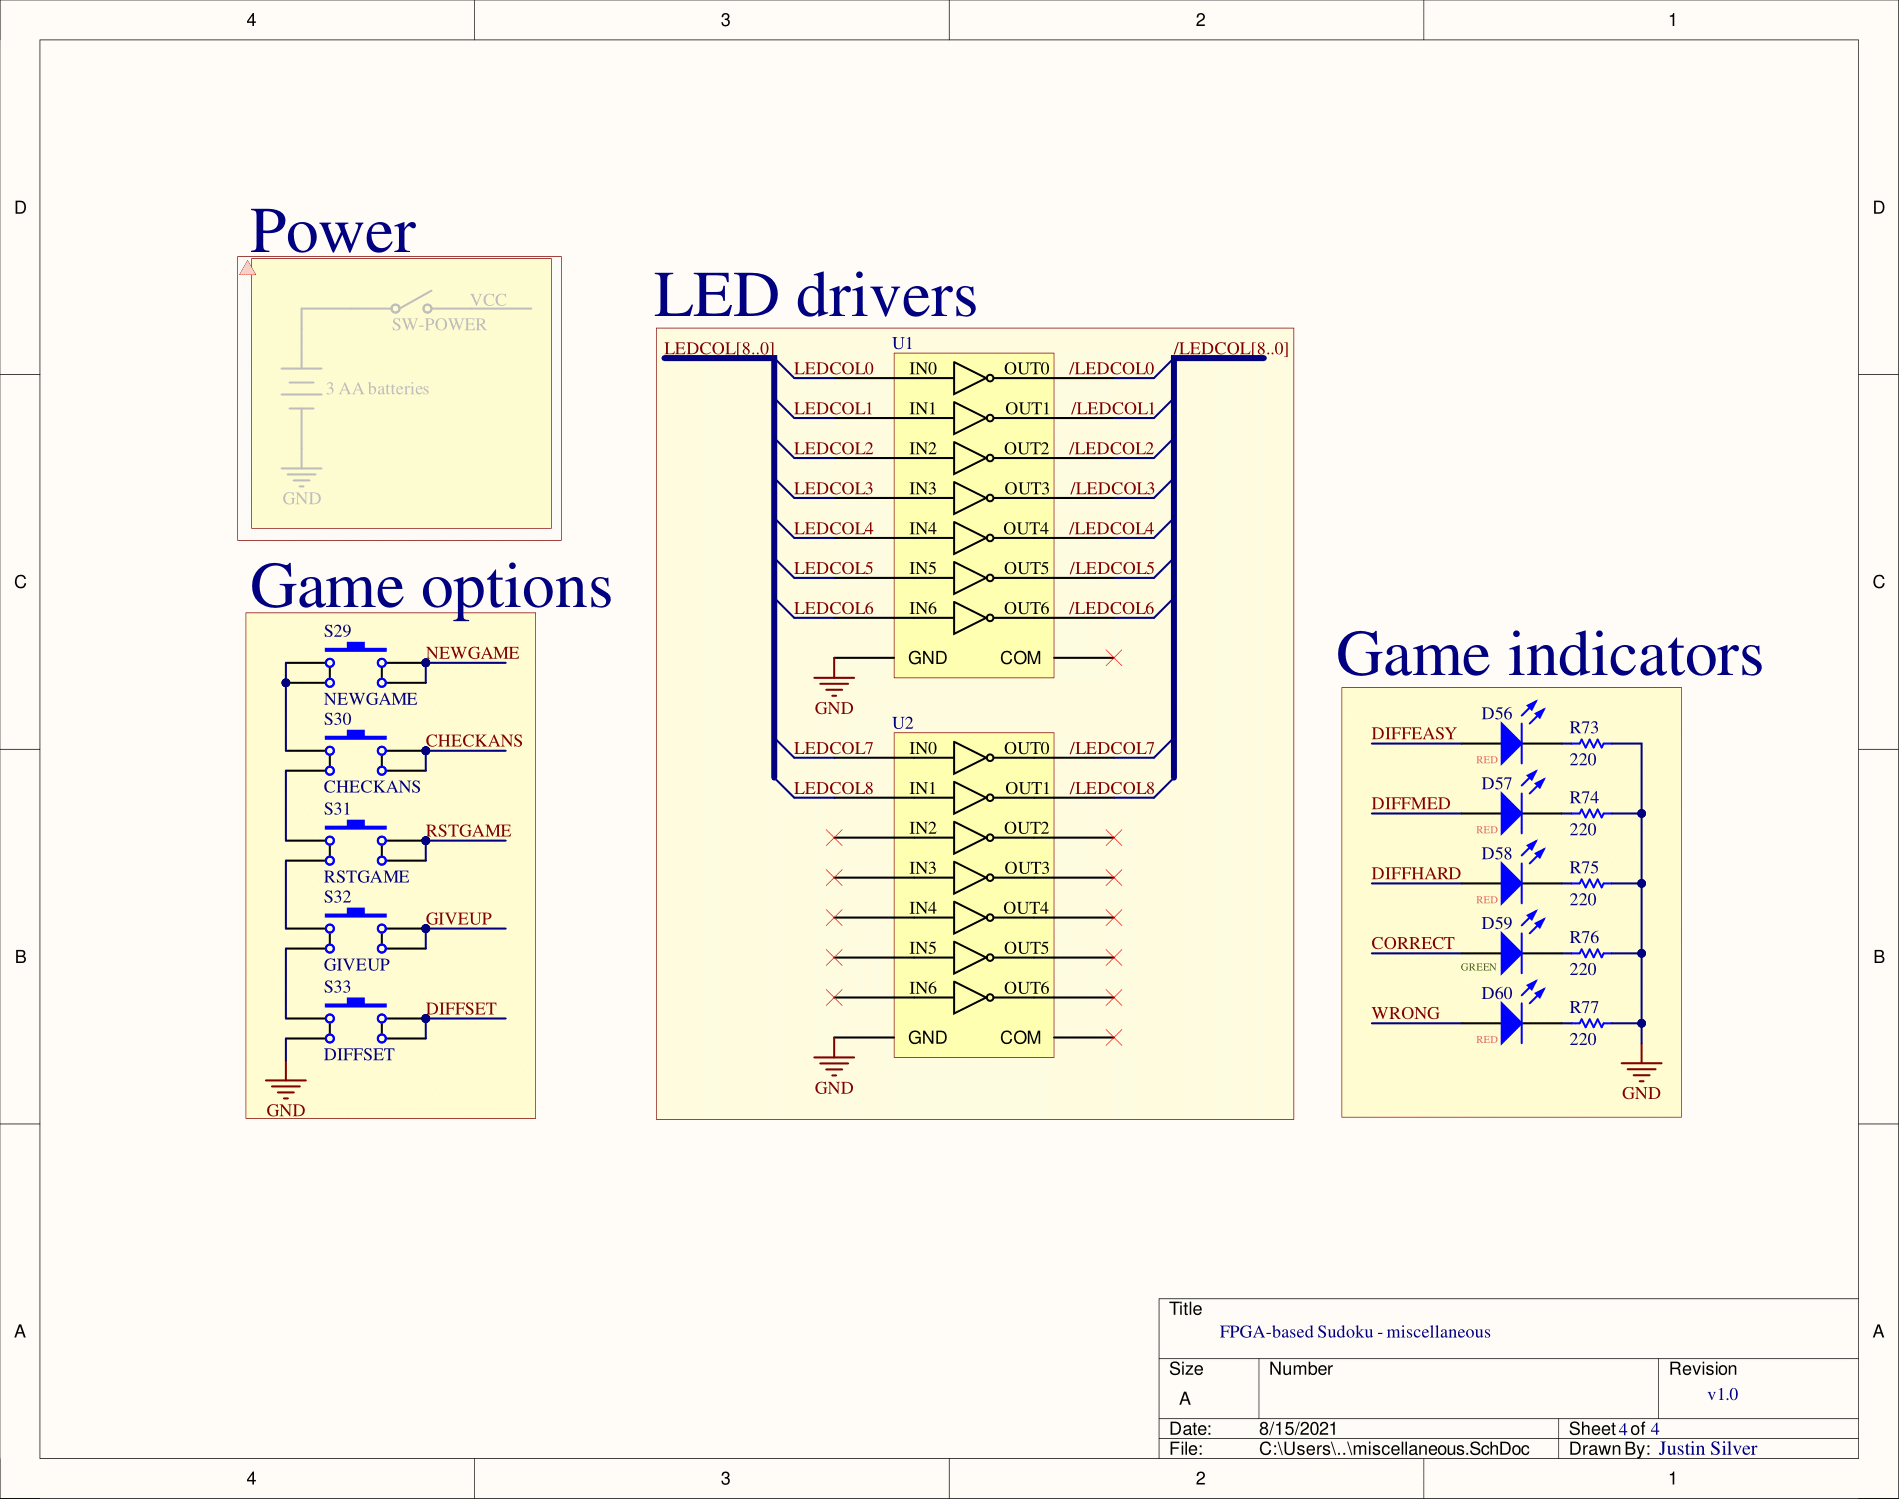 4 3 2 1
D D
Power
VCC
SW-POWER
3 AA batteries
GND
C C
Game options
S29
NEWGAME
NEWGAME
S30
CHECKANS
CHECKANS
S31
RSTGAME
RSTGAME
S32
GIVEUP
GIVEUP
S33
DIFFSET
DIFFSET
GND
LED drivers
LEDCOL[8..0] U1 /LEDCOL[8..0]
LEDCOL0 IN0 OUT0 /LEDCOL0
LEDCOL1 IN1 OUT1 /LEDCOL1
LEDCOL2 IN2 OUT2 /LEDCOL2
LEDCOL3 IN3 OUT3 /LEDCOL3
LEDCOL4 IN4 OUT4 /LEDCOL4
LEDCOL5 IN5 OUT5 /LEDCOL5
LEDCOL6 IN6 OUT6 /LEDCOL6
GND COM
GND
U2
LEDCOL7 IN0 OUT0 /LEDCOL7
LEDCOL8 IN1 OUT1 /LEDCOL8
IN2 OUT2
IN3 OUT3
IN4 OUT4
IN5 OUT5
IN6 OUT6
GND COM
GND
Game indicators
D56
DIFFEASY R73
RED 220
D57
DIFFMED R74
RED 220
D58
DIFFHARD R75
RED 220
D59
CORRECT R76
GREEN 220
D60
WRONG R77
RED 220
GND
B B
A A
Title
FPGA-based Sudoku - miscellaneous
Size Number Revision
A v1.0
Date: 8/15/2021 Sheet 4 of 4
File: C:\Users\..\miscellaneous.SchDoc Drawn By: Justin Silver
4 3 2 1